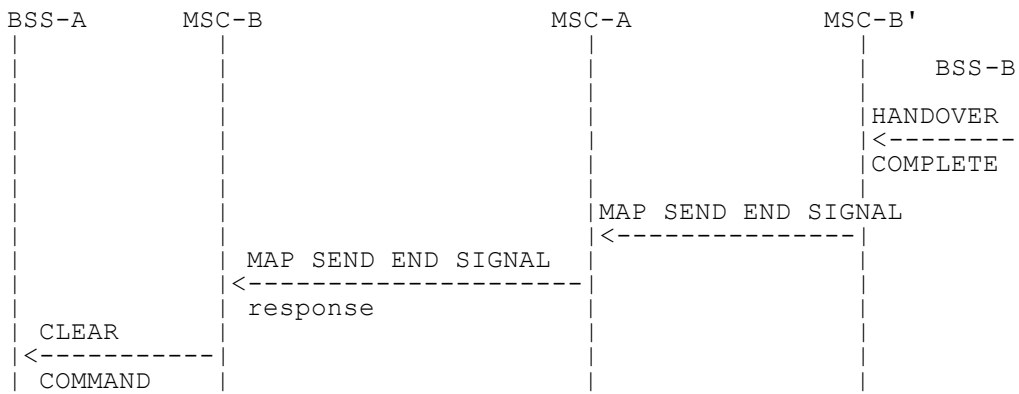 BSS-A MSC-B MSC-A MSC-B'
BSS-B
HANDOVER
COMPLETE
MAP SEND END SIGNAL
MAP SEND END SIGNAL
response
CLEAR
COMMAND